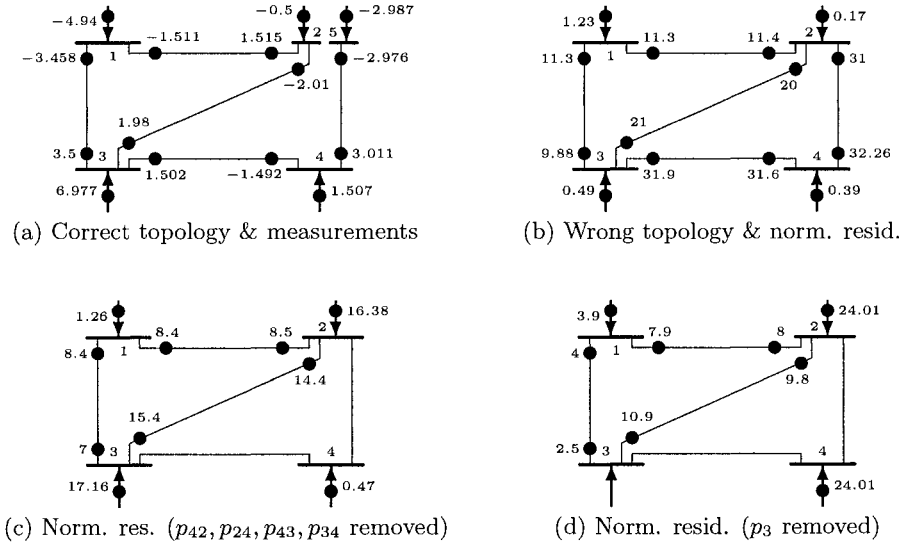 −4.94 −0.5 −2.987
−1.511 1.515 2 5
1
−3.458 −2.976
−2.01
1.98
3.5 3 4 3.011
1.502 −1.492
6.977 1.507
(a) Correct topology & measurements
1.23 0.17
11.3 11.4 2
1
11.3 31
20
21
9.88 3 4 32.26
31.9 31.6
0.49 0.39
(b) Wrong topology & norm. resid.
1.26 16.38
8.4 8.5 2
1
8.4
14.4
15.4
7 3 4
17.16 0.47
(c) Norm. res. (p42, p24, p43, p34 removed)
3.9 24.01
7.9 8 2
1
4
9.8
10.9
2.5 3 4
24.01
(d) Norm. resid. (p3 removed)